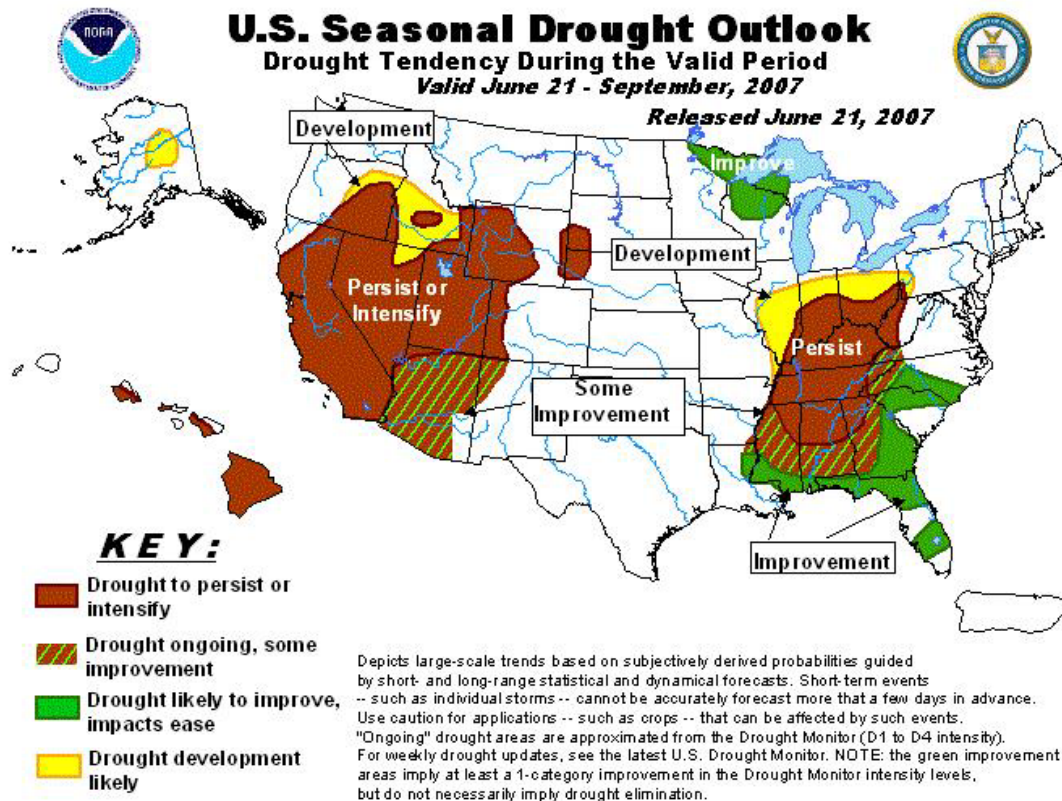 U.S. Seasonal Drought Outlook
Drought Tendency During the Valid Period
Valid June 21 - September, 2007
Released June 21, 2007
NOAA
Development
Improve
Development
Persist or
Intensify
Persist
Some
Improvement
Improvement
KEY:
Drought to persist or
intensify
Drought ongoing, some
improvement
Drought likely to improve,
impacts ease
Drought development
likely
Depicts large-scale trends based on subjectively derived probabilities guided
by short- and long-range statistical and dynamical forecasts. Short-term events
-- such as individual storms -- cannot be accurately forecast more that a few days in advance.
Use caution for applications -- such as crops -- that can be affected by such events.
"Ongoing" drought areas are approximated from the Drought Monitor (D1 to D4 intensity).
For weekly drought updates, see the latest U.S. Drought Monitor. NOTE: the green improvement
areas imply at least a 1-category improvement in the Drought Monitor intensity levels,
but do not necessarily imply drought elimination.